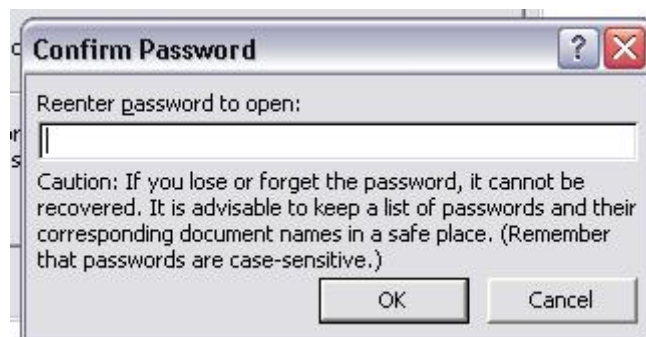 Confirm Password
?
Reenter password to open:
Caution: If you lose or forget the password, it cannot be
recovered. It is advisable to keep a list of passwords and their
corresponding document names in a safe place. (Remember
that passwords are case-sensitive.)
OK Cancel